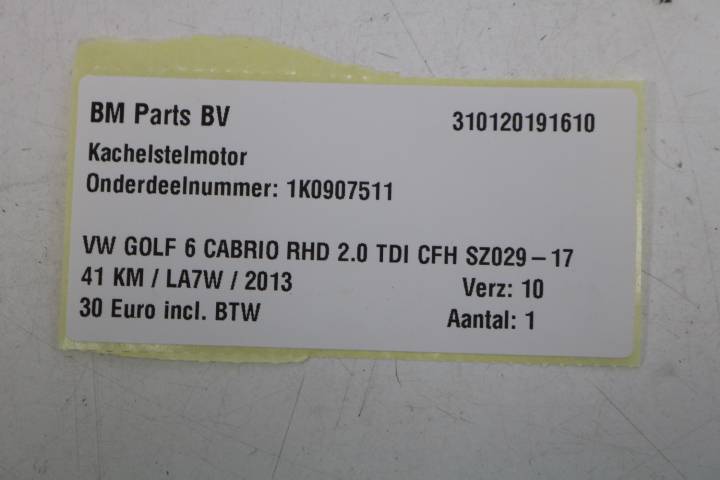 BM Parts BV 310120191610
Kachelstelmotor
Onderdeelnummer: 1K0907511
VW GOLF 6 CABRIO RHD 2.0 TDI CFH SZ029-17
41 KM / LA7W / 2013 Verz: 10
30 Euro incl. BTW Aantal: 1